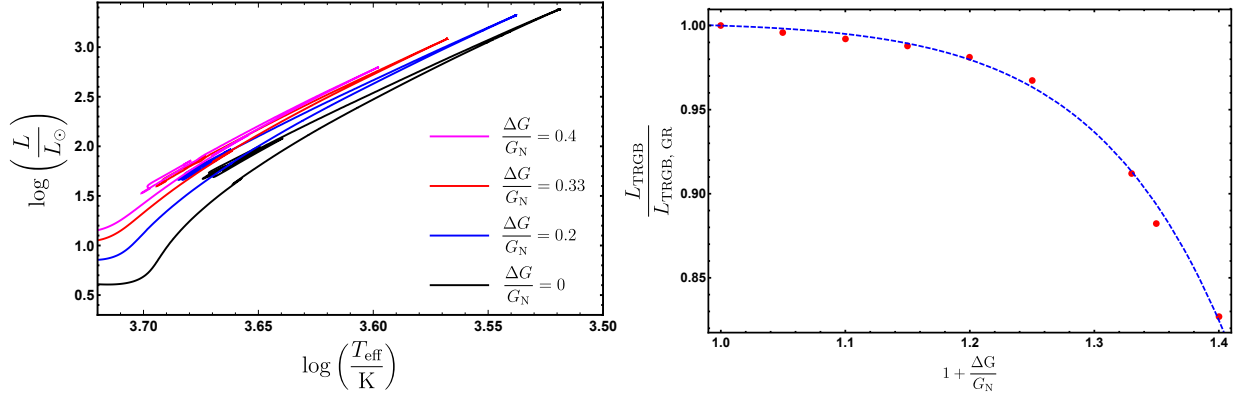 3.0
2.5
2.0
1.5
1.0
0.5
log (L/L⊙)
ΔG/G_N = 0.4
ΔG/G_N = 0.33
ΔG/G_N = 0.2
ΔG/G_N = 0
3.70 3.65 3.60 3.55 3.50
log (T_eff/K)
1.00
0.95
0.90
0.85
L_TRGB/L_TRGB, GR
1.0 1.1 1.2 1.3 1.4
1 + ΔG/G_N